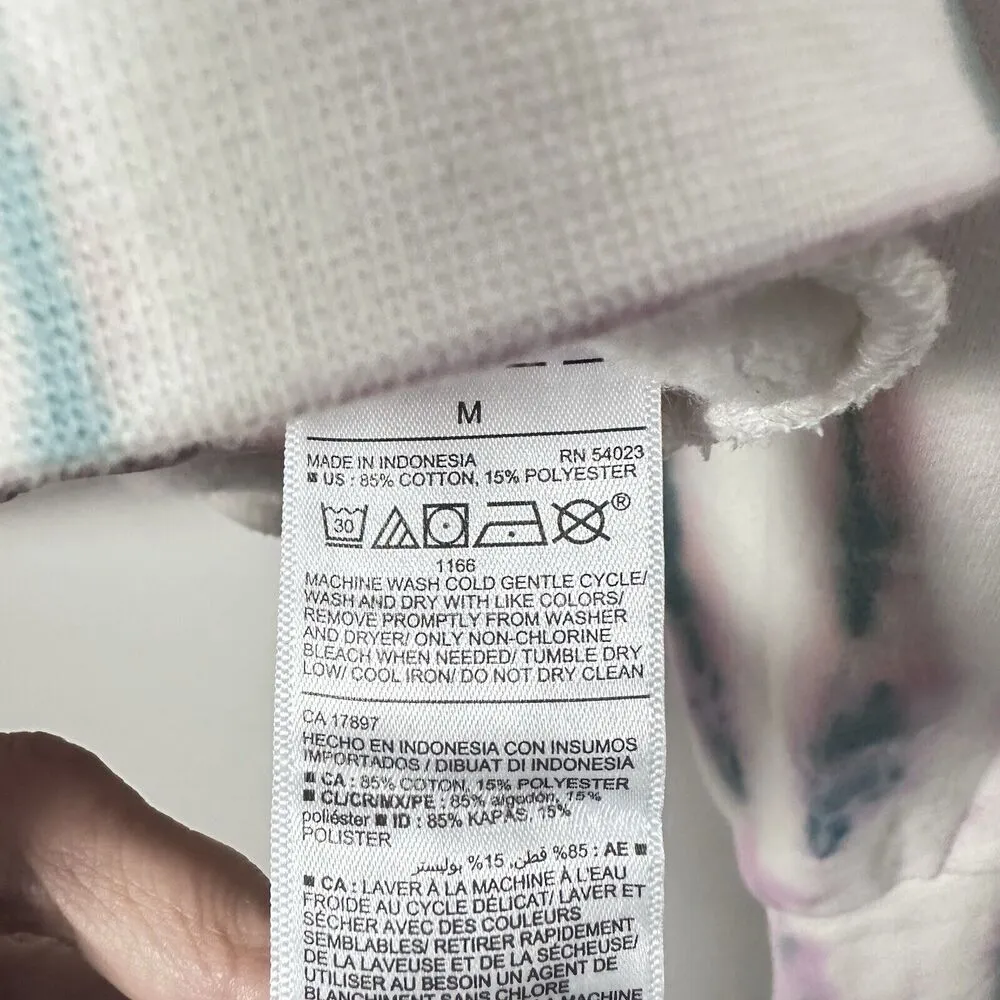 M
MADE IN INDONESIA RN 54023
US : 85% COTTON, 15% POLYESTER
30
®
1166
MACHINE WASH COLD GENTLE CYCLE/
WASH AND DRY WITH LIKE COLORS/
REMOVE PROMPTLY FROM WASHER
AND DRYER/ ONLY NON-CHLORINE
BLEACH WHEN NEEDED/ TUMBLE DRY
LOW/ COOL IRON/ DO NOT DRY CLEAN
CA 17897
HECHO EN INDONESIA CON INSUMOS
IMPORTADOS / DIBUAT DI INDONESIA
■ CA : 85% COTON, 15% POLYESTER
■ CL/CR/MX/PE : 85% algodón, 15%
poliéster ■ ID : 85% KAPAS, 15%
POLISTER
■ AE : 85% قطن, 15% بوليستر
■ CA : LAVER À LA MACHINE À L'EAU
FROIDE AU CYCLE DÉLICAT/ LAVER ET
SÉCHER AVEC DES COULEURS
SEMBLABLES/ RETIRER RAPIDEMENT
DE LA LAVEUSE ET DE LA SÉCHEUSE/
UTILISER AU BESOIN UN AGENT DE
BLANCHIMENT SANS CHLORE
MACHINE